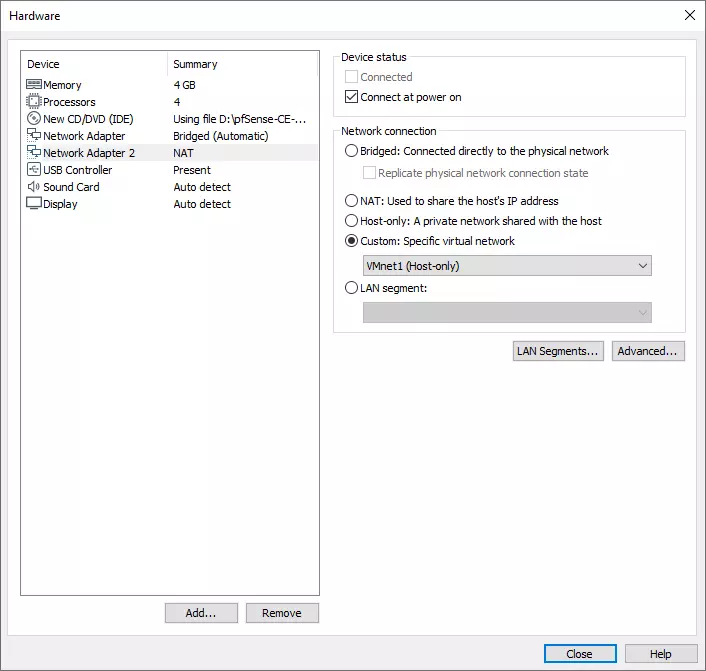 Hardware
Device Summary
Memory 4 GB
Processors 4
New CD/DVD (IDE) Using file D:\pfSense-CE-...
Network Adapter Bridged (Automatic)
Network Adapter 2 NAT
USB Controller Present
Sound Card Auto detect
Display Auto detect
Add...
Remove
Device status
Connected
Connect at power on
Network connection
Bridged: Connected directly to the physical network
Replicate physical network connection state
NAT: Used to share the host's IP address
Host-only: A private network shared with the host
Custom: Specific virtual network
VMnet1 (Host-only)
LAN segment:
LAN Segments...
Advanced...
Close
Help